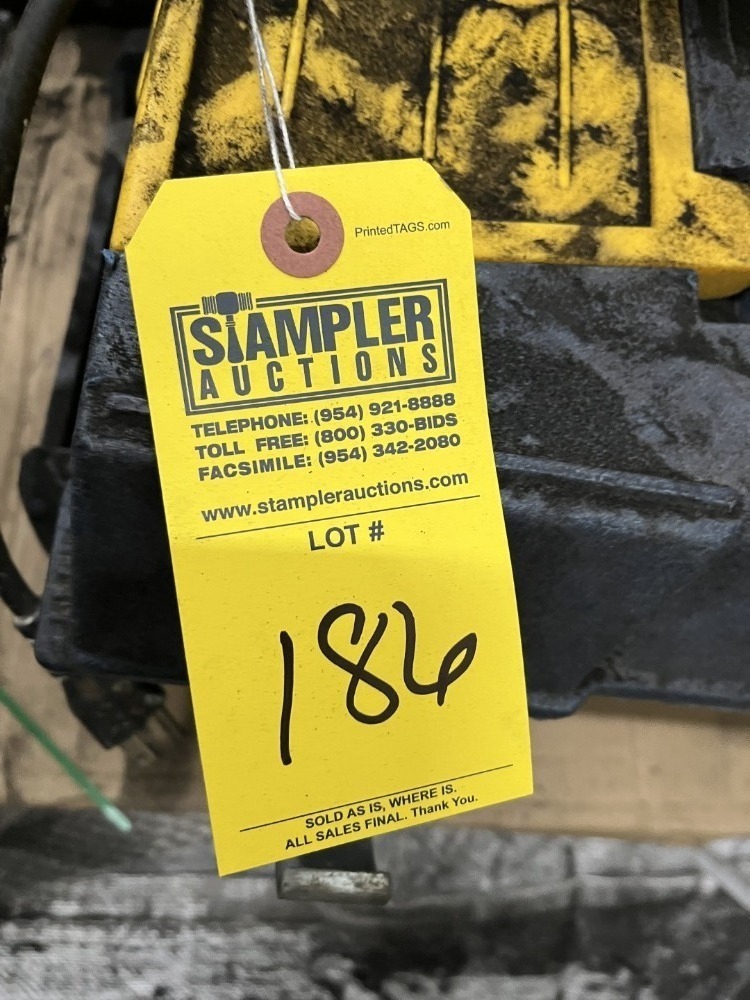 PrintedTAGS.com
STAMPLER
AUCTIONS
TELEPHONE: (954) 921-8888
TOLL FREE: (800) 330-BIDS
FACSIMILE: (954) 342-2080
www.stamplerauctions.com
LOT #
186
SOLD AS IS, WHERE IS.
ALL SALES FINAL. Thank You.